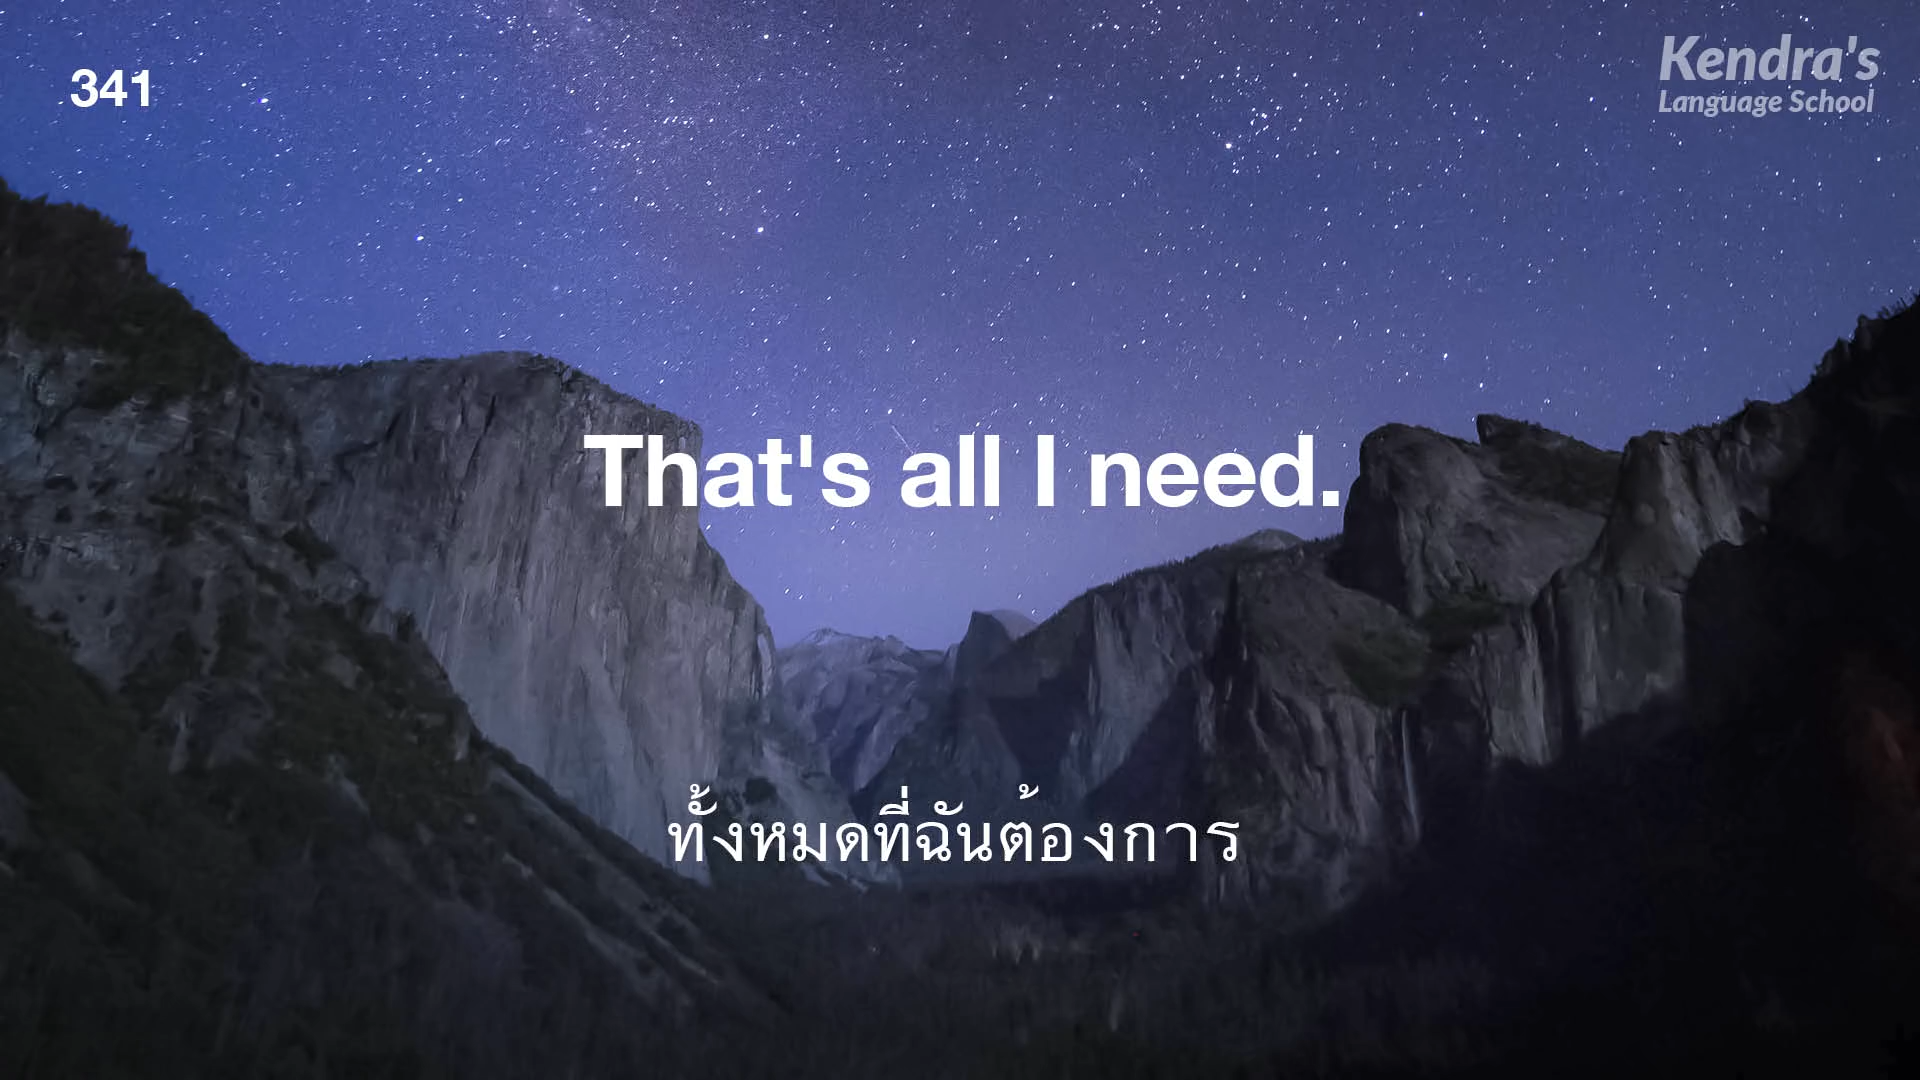 341
Kendra's
Language School
That's all I need.
ทั้งหมดที่ฉันต้องการ